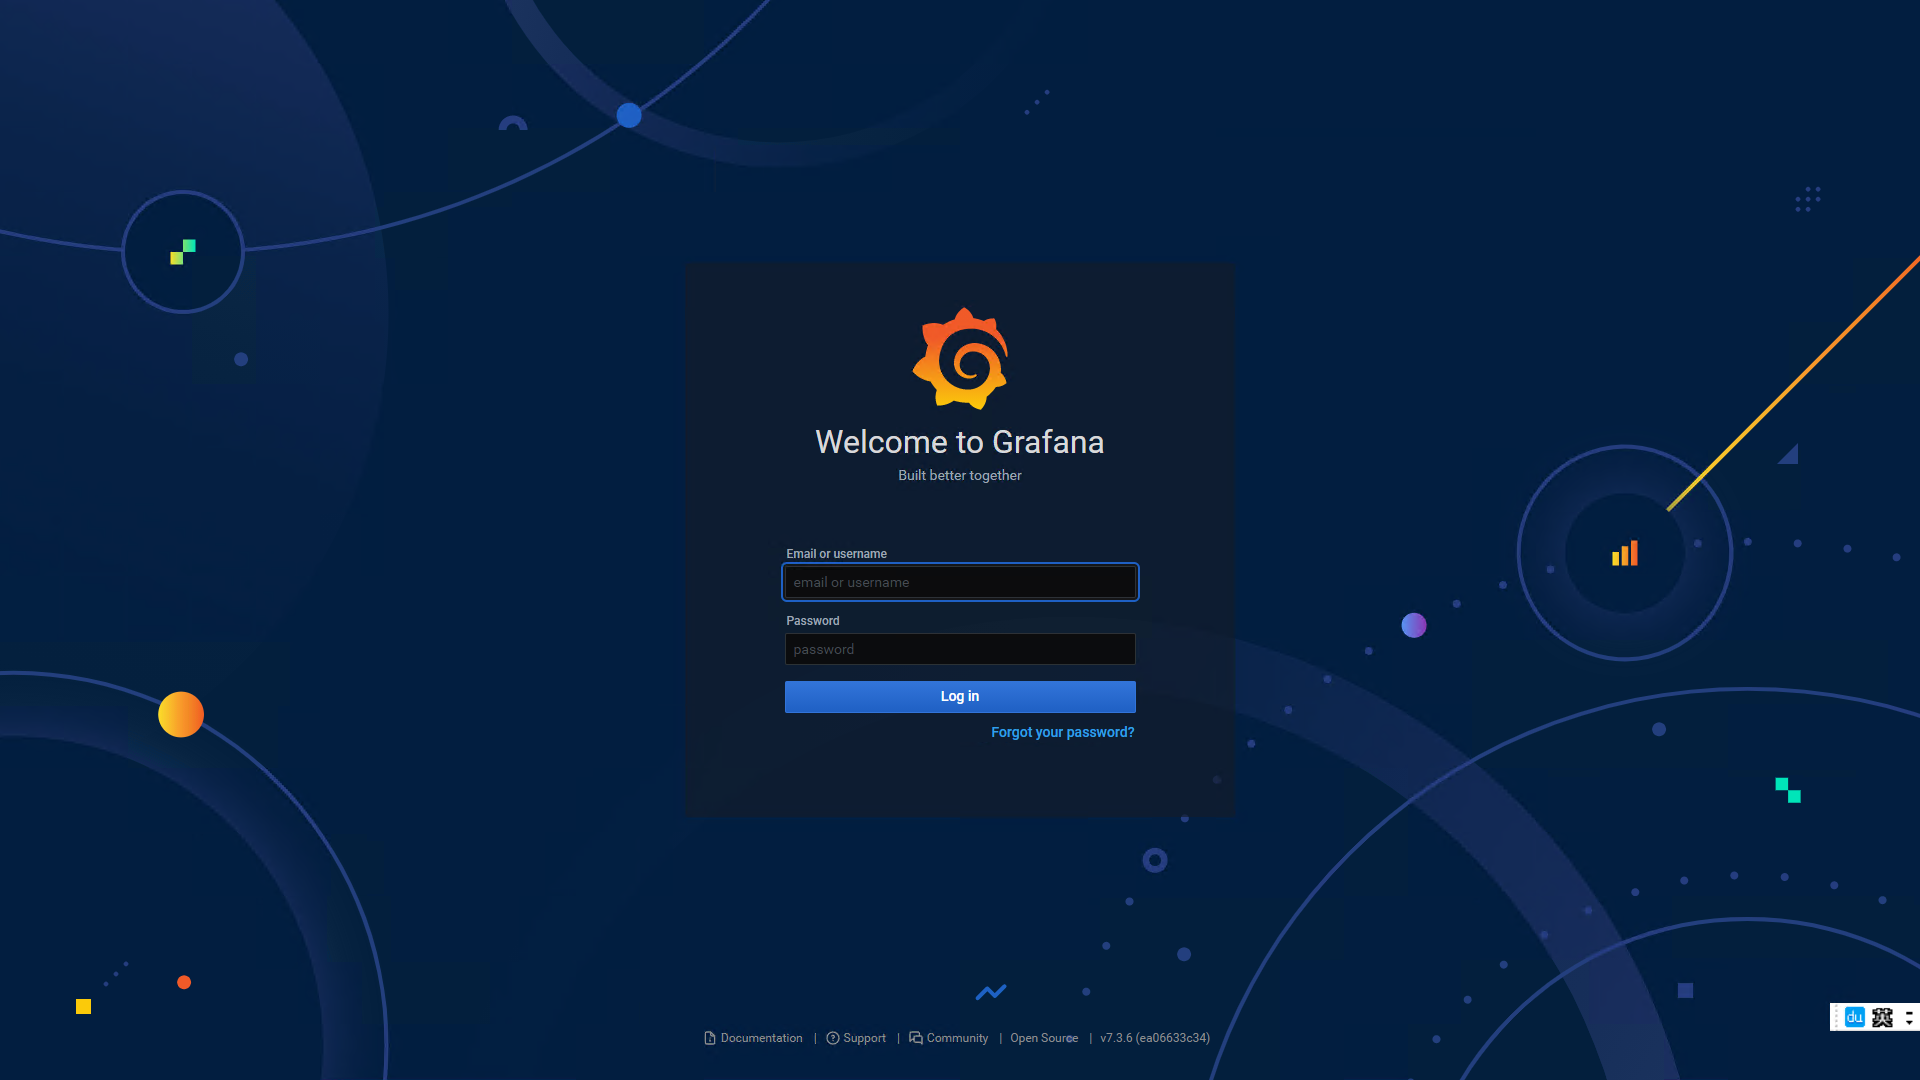 Welcome to Grafana
Built better together
Email or username
email or username
Password
password
Log in
Forgot your password?
Documentation | Support | Community | Open Source | v7.3.6 (ea06633c34)
du 英